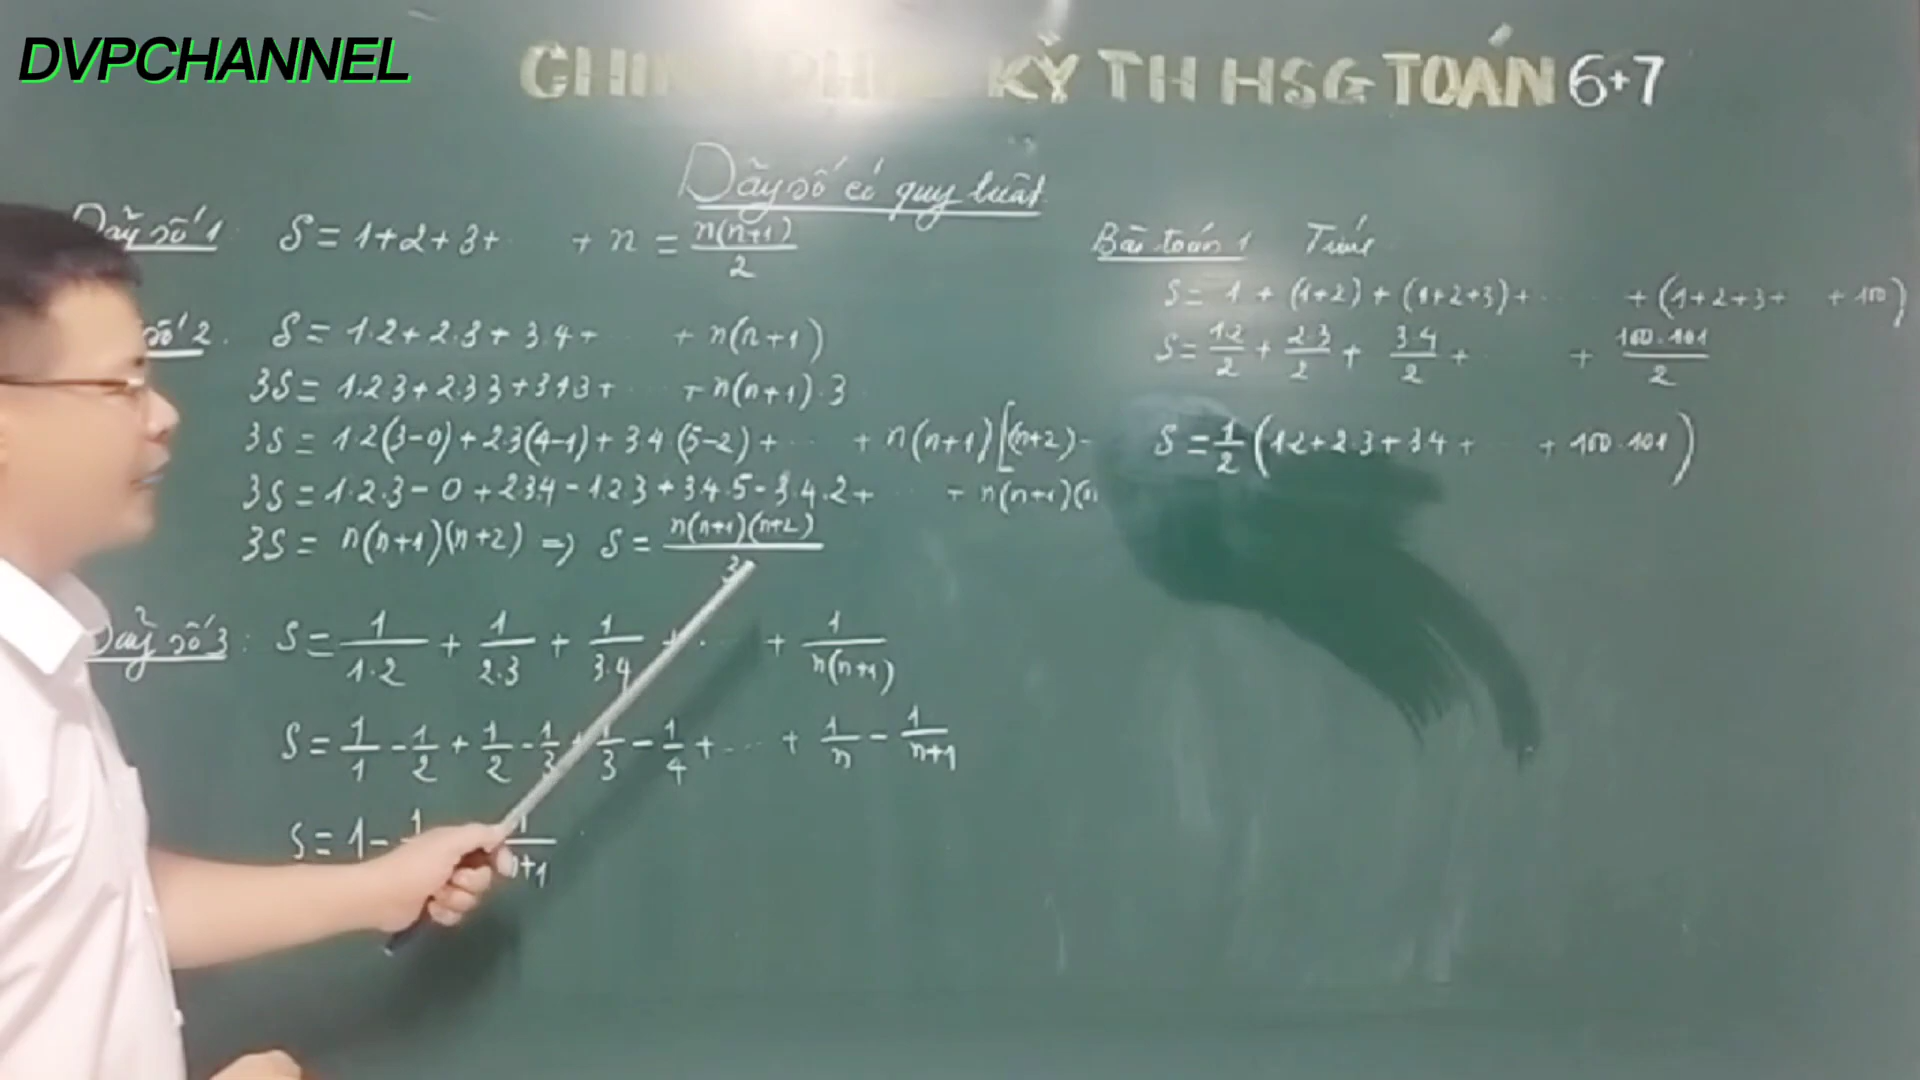 DVPCHANNEL
KỲ TH HSG TOÁN 6+7
Dãy số có quy luật
Dãy số 1 S = 1+2+3+ + n = n(n+1)/2
số 2. S = 1.2+2.3+3.4+ + n(n+1)
3S = 1.2.3+2.3.3+3.4.3+ ... + n(n+1).3
3S = 1.2(3-0)+2.3(4-1)+3.4(5-2)+ ... + n(n+1)[(n+2)-
3S = 1.2.3-0+2.3.4-1.2.3+3.4.5-3.4.2+ ... + n(n+1)(n
3S = n(n+1)(n+2) => S = n(n+1)(n+2)/3
Dãy số 3: S = 1/1.2 + 1/2.3 + 1/3.4 + ... + 1/n(n+1)
S = 1/1 - 1/2 + 1/2 - 1/3 + 1/3 - 1/4 + ... + 1/n - 1/n+1
S = 1 - n+1
Bài toán 1 Tính
S = 1 + (1+2) + (1+2+3) + ... + (1+2+3+ +100)
S = 1.2/2 + 2.3/2 + 3.4/2 + ... + 100.101/2
S = 1/2 (1.2+2.3+3.4+ ... + 100.101)